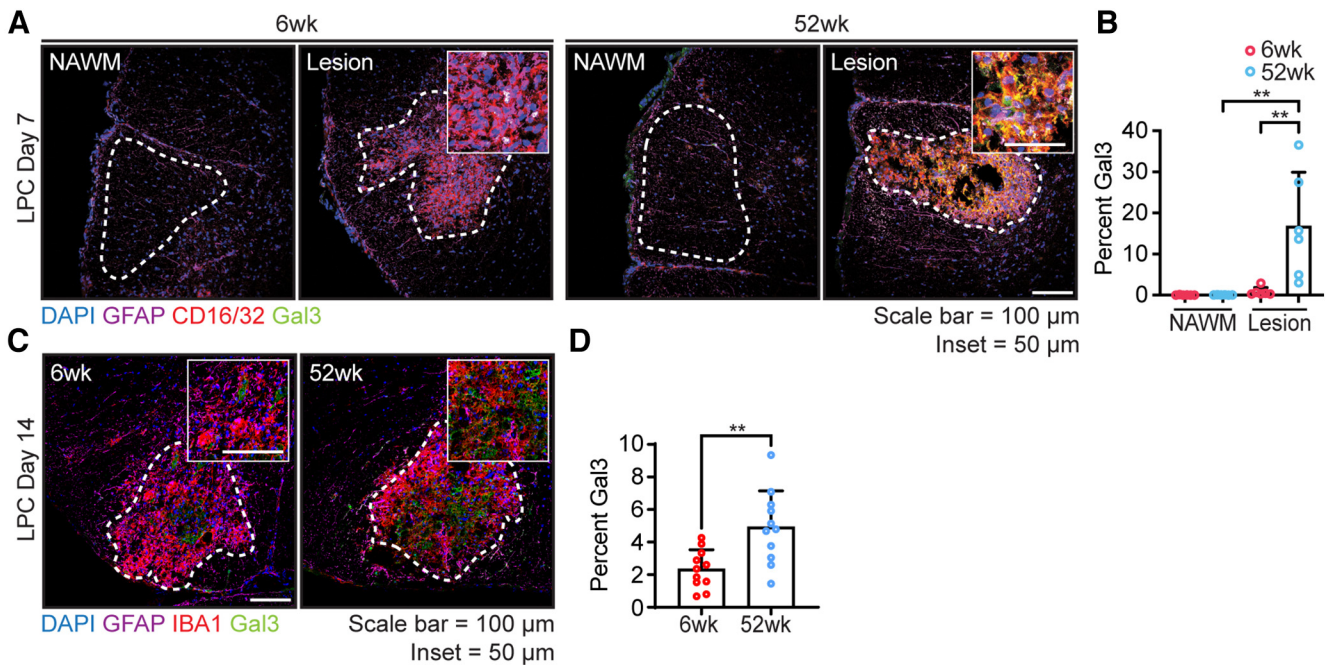 A
6wk
52wk
NAWM
Lesion
NAWM
Lesion
LPC Day 7
DAPI GFAP CD16/32 Gal3
Scale bar = 100 µm
Inset = 50 µm
B
6wk
52wk
**
**
Percent Gal3
40
30
20
10
0
NAWM
Lesion
C
6wk
52wk
LPC Day 14
DAPI GFAP IBA1 Gal3
Scale bar = 100 µm
Inset = 50 µm
D
**
Percent Gal3
10
8
6
4
2
0
6wk
52wk